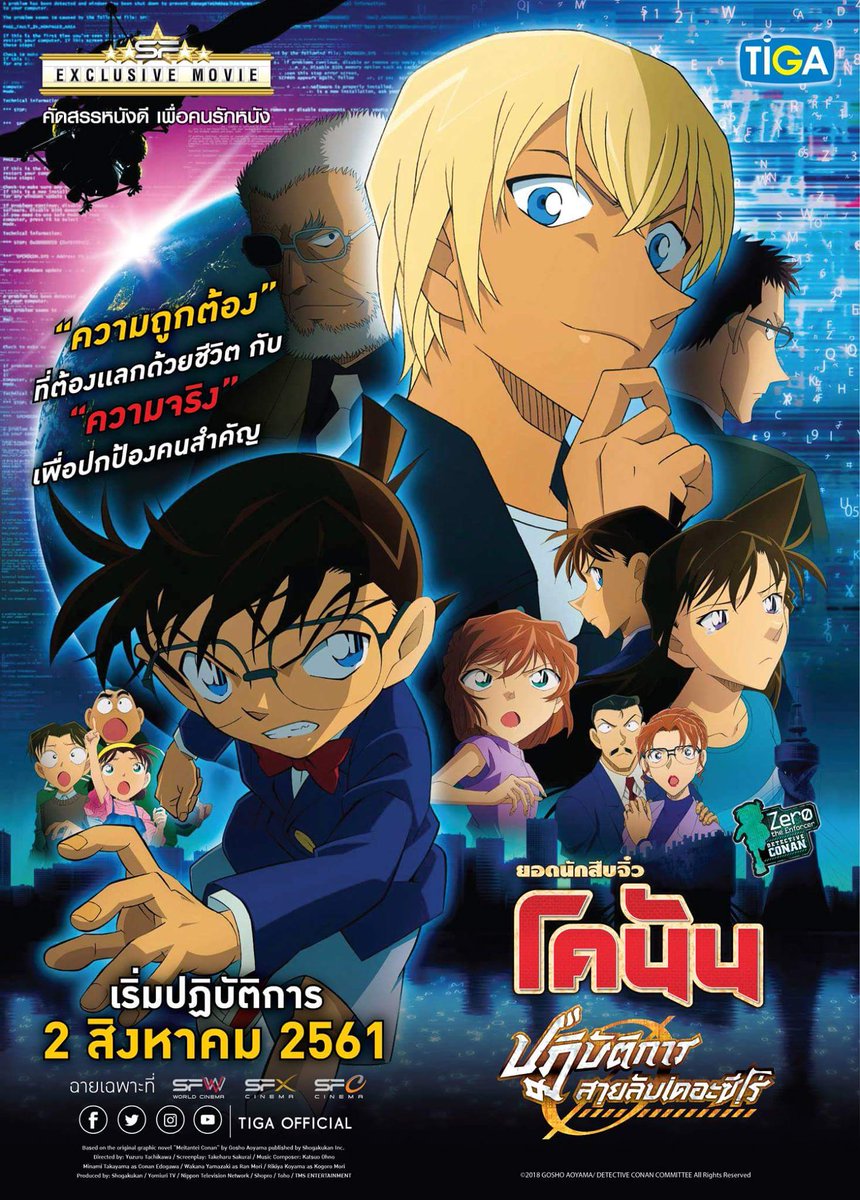 SF
EXCLUSIVE MOVIE
คัดสรรหนังดี เพื่อคนรักหนัง
TIGA
“ความถูกต้อง”
ที่ต้องแลกด้วยชีวิต กับ
“ความจริง”
เพื่อปกป้องคนสำคัญ
Zero
the Enforcer
DETECTIVE
CONAN
ยอดนักสืบจิ๋ว
โคนัน
ปฏิบัติการ
สายลับเดอะซีโร่
เริ่มปฏิบัติการ
2 สิงหาคม 2561
ฉายเฉพาะที่ SFW WORLD CINEMA SFX CINEMA SFC CINEMA
TIGA OFFICIAL
Based on the original graphic novel "Meitantei Conan" by Gosho Aoyama published by Shogakukan Inc.
Directed by: Yuzuru Tachikawa / Screenplay: Takeharu Sakurai / Music Composer: Katsuo Ohno
Minami Takayama as Conan Edogawa / Wakana Yamazaki as Ran Mori / Rikiya Koyama as Kogoro Mori
Produced by: Shogakukan / Yomiuri TV / Nippon Television Network / Shopro / Toho / TMS ENTERTAINMENT
©2018 GOSHO AOYAMA/ DETECTIVE CONAN COMMITTEE All Rights Reserved